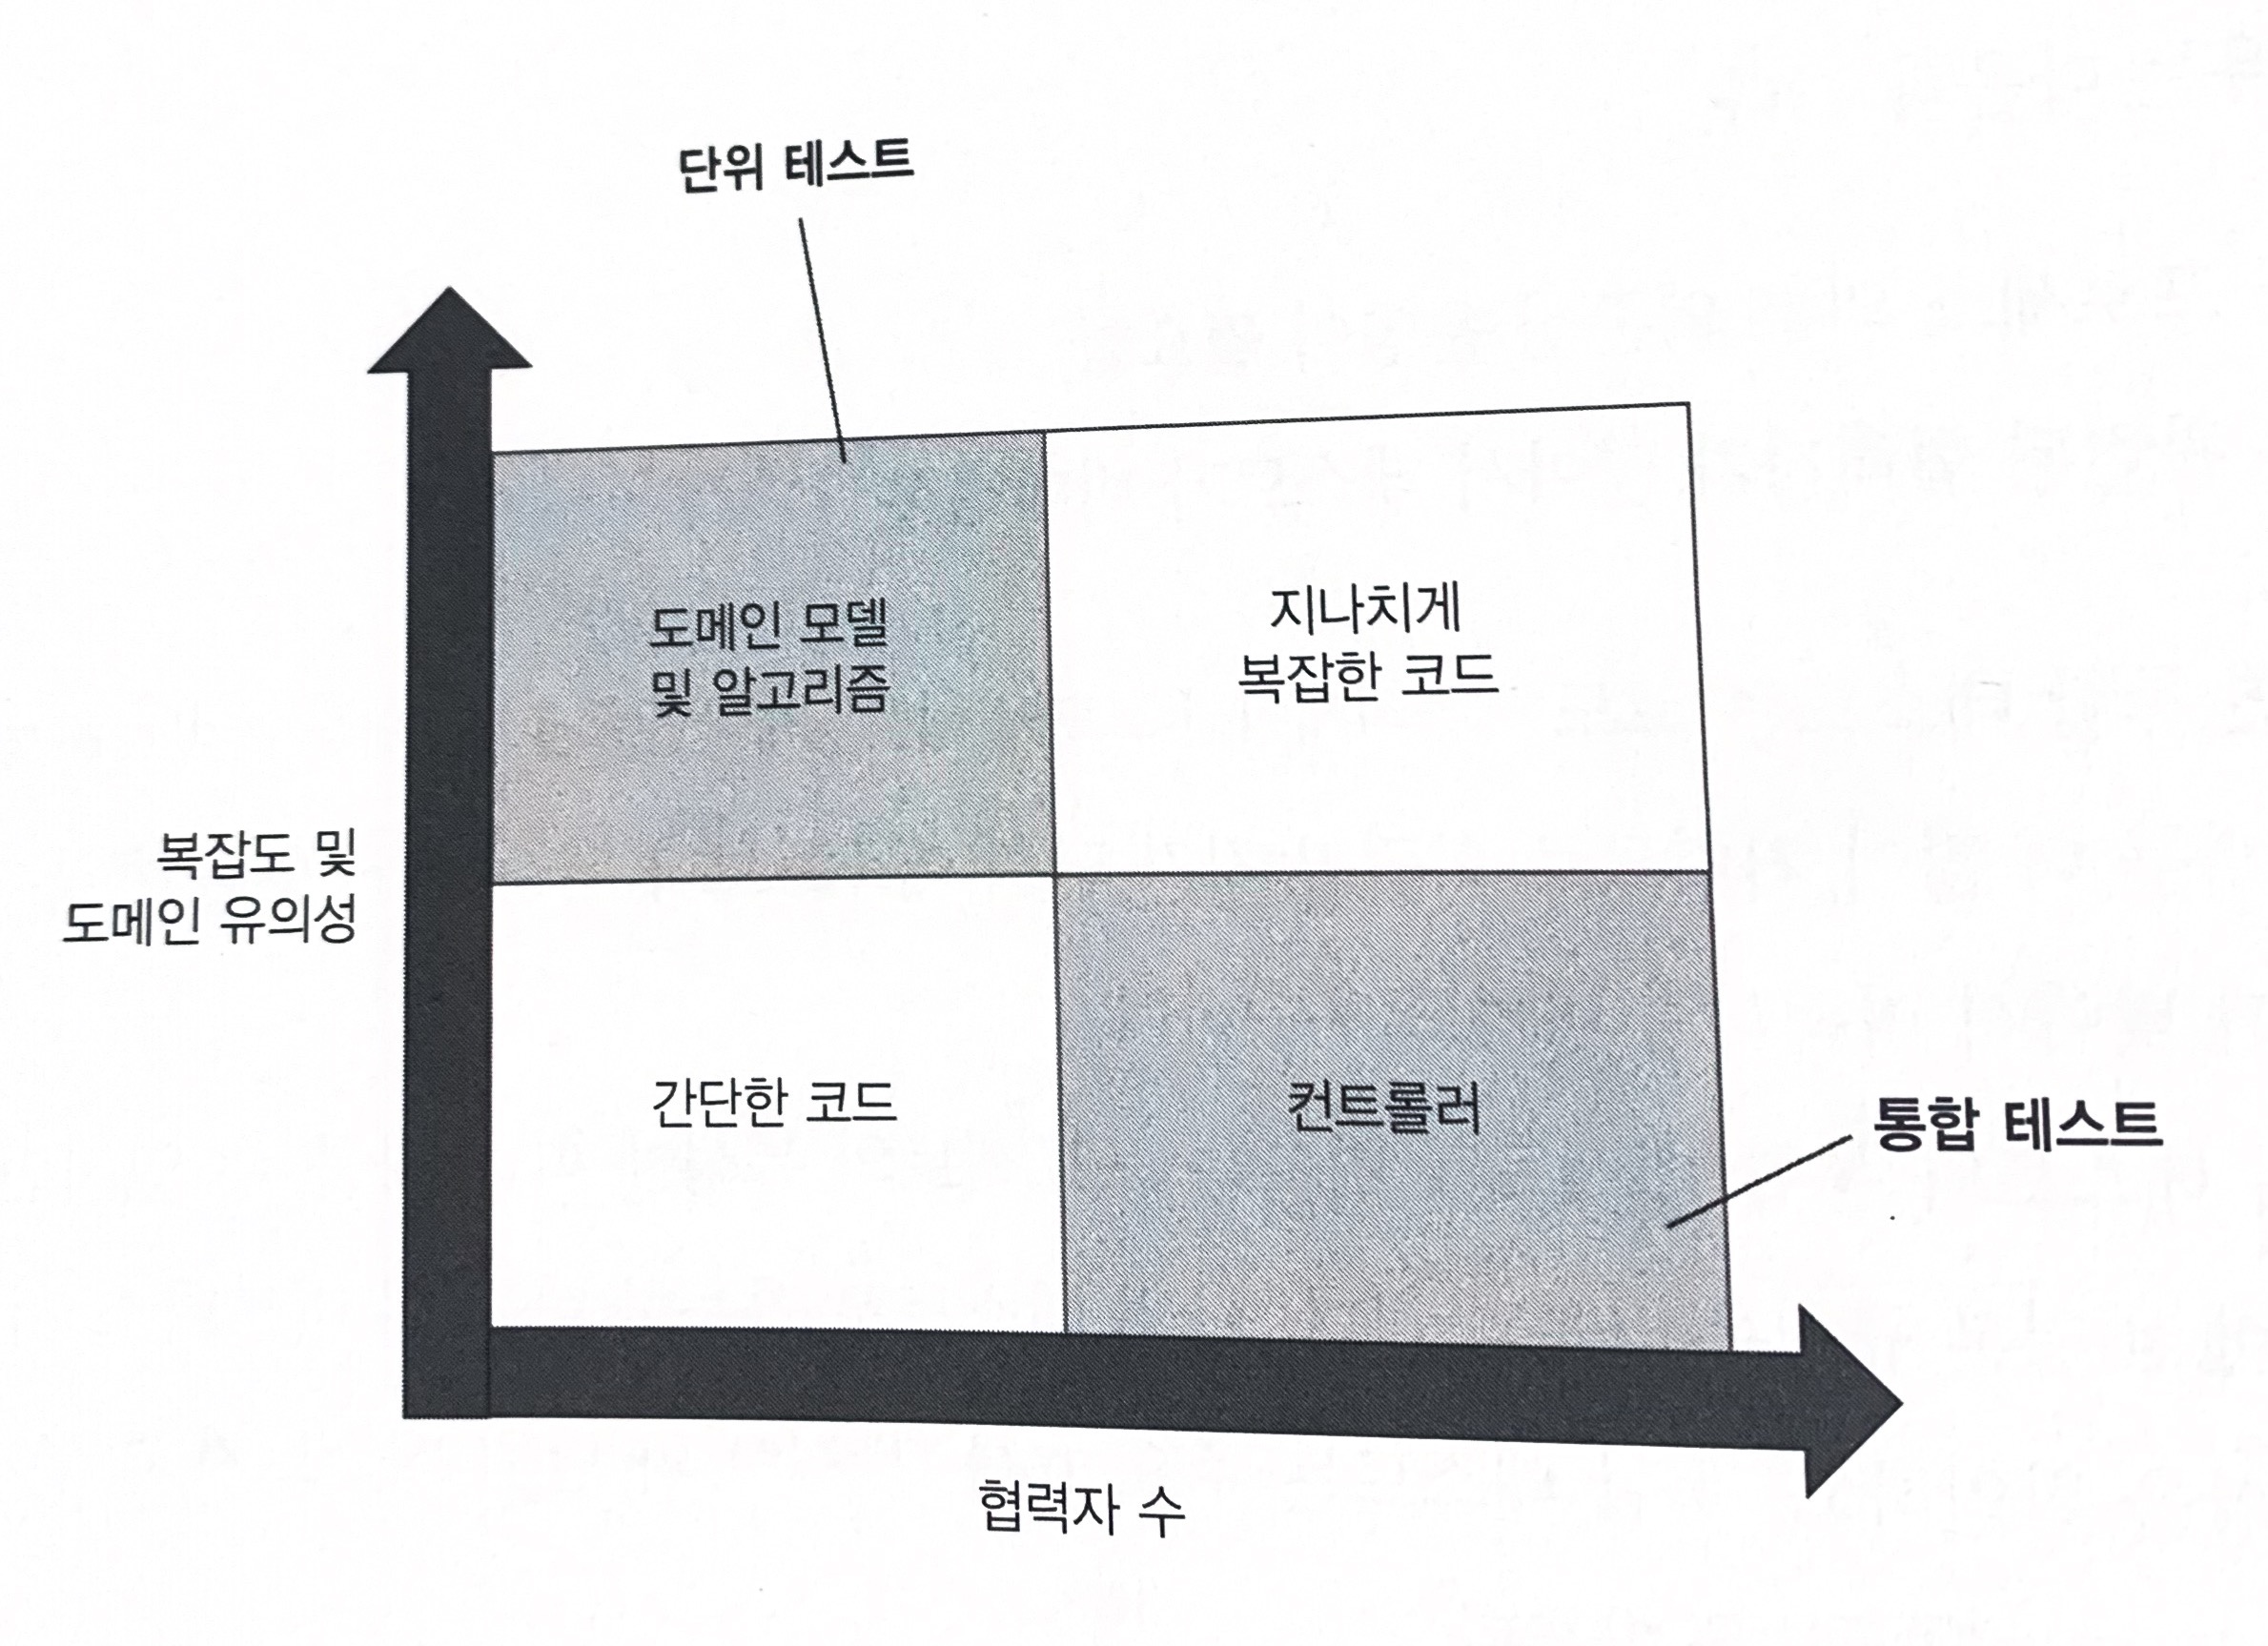 단위 테스트
도메인 모델
및 알고리즘
지나치게
복잡한 코드
복잡도 및
도메인 유의성
간단한 코드
컨트롤러
통합 테스트
협력자 수